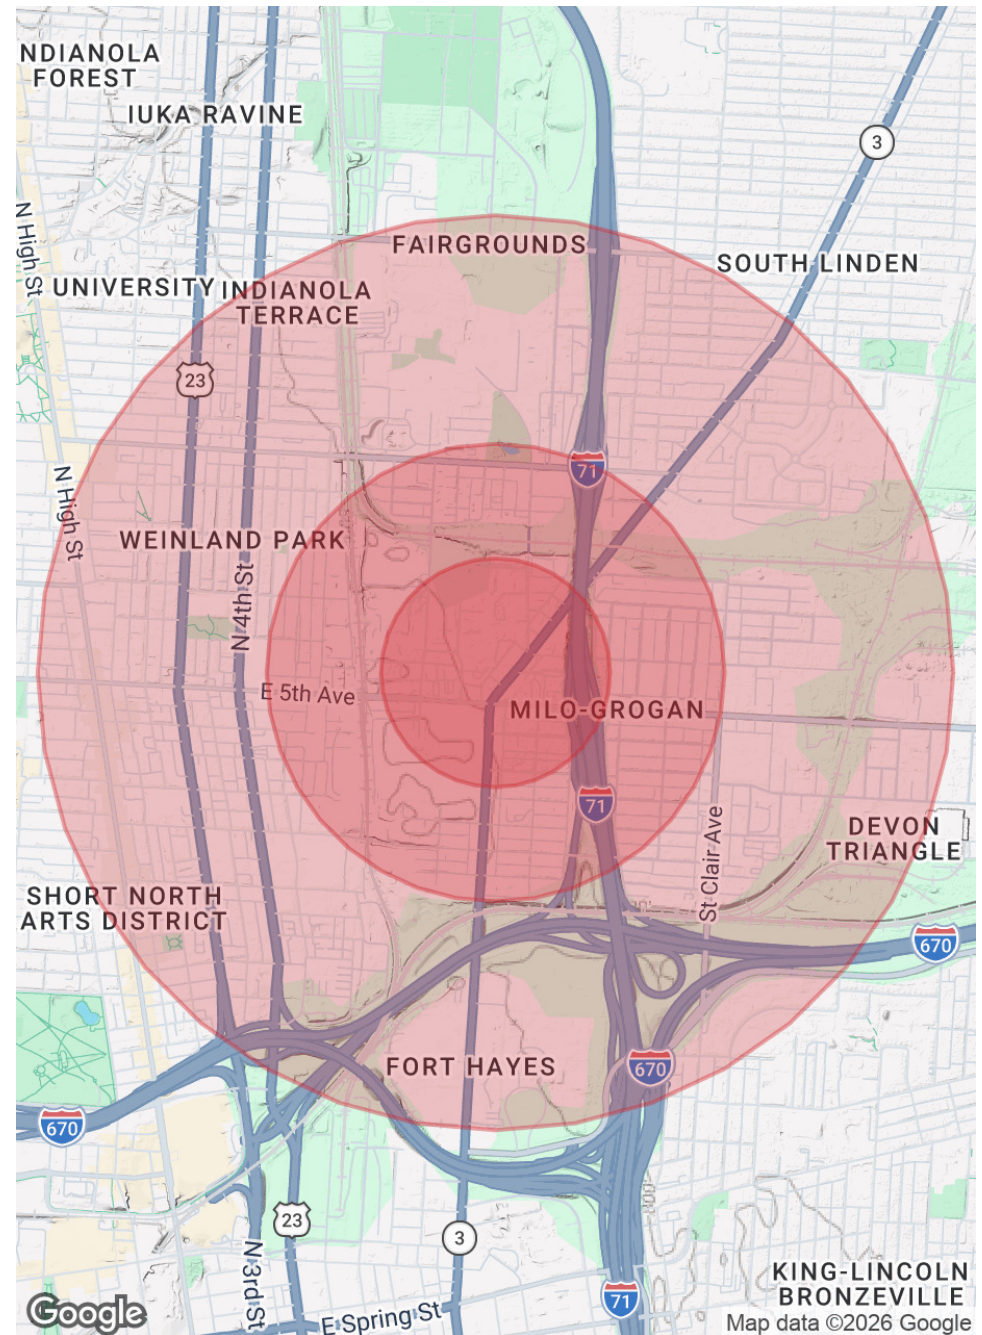 NDIANOLA
FOREST
IUKA RAVINE
3
N High St
FAIRGROUNDS
SOUTH LINDEN
UNIVERSITY
INDIANOLA
TERRACE
23
71
N High St
WEINLAND PARK
N 4th St
E 5th Ave
MILO-GROGAN
71
DEVON
TRIANGLE
St Clair Ave
SHORT NORTH
ARTS DISTRICT
670
FORT HAYES
670
670
23
3
N 3rd St
KING-LINCOLN
BRONZEVILLE
71
E Spring St
Google
Map data ©2026 Google